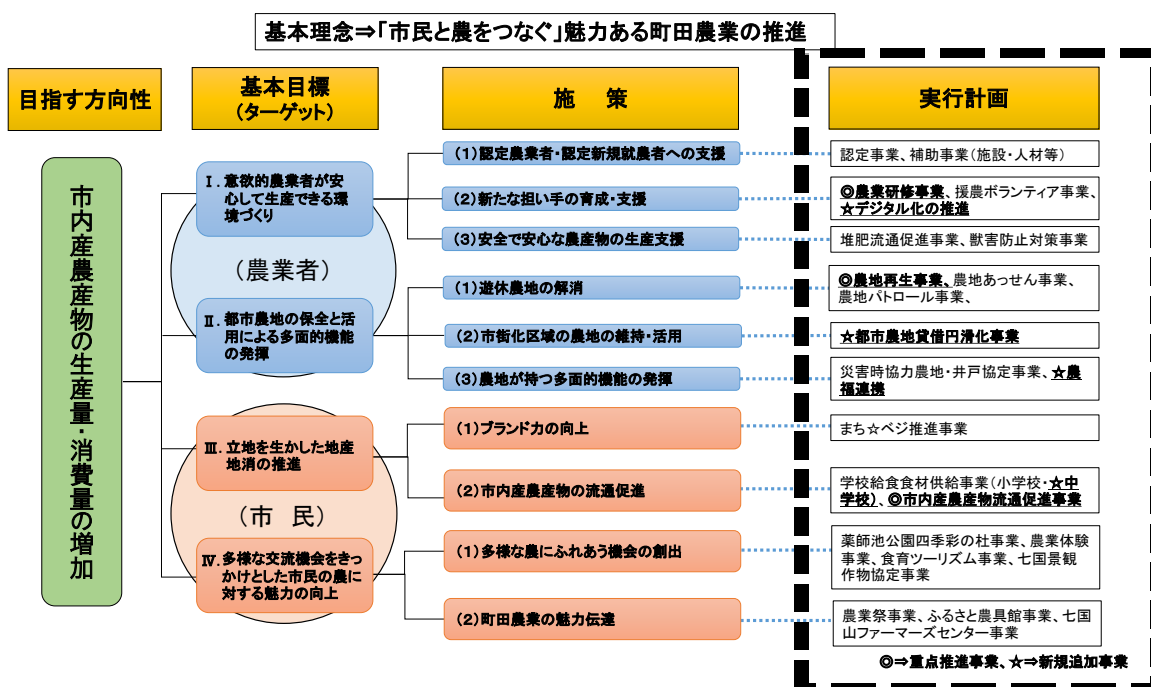 基本理念⇒「市民と農をつなぐ」魅力ある町田農業の推進
目指す方向性
基本目標
(ターゲット)
施 策
実行計画
市内産農産物の生産量・消費量の増加
Ⅰ．意欲的農業者が安
心して生産できる環
境づくり
(農業者)
Ⅱ．都市農地の保全と活
用による多面的機能
の発揮
Ⅲ．立地を生かした地産
地消の推進
(市 民)
Ⅳ．多様な交流機会をきっ
かけとした市民の農に
対する魅力の向上
(1)認定農業者・認定新規就農者への支援
(2)新たな担い手の育成・支援
(3)安全で安心な農産物の生産支援
(1)遊休農地の解消
(2)市街化区域の農地の維持・活用
(3)農地が持つ多面的機能の発揮
(1)ブランド力の向上
(2)市内産農産物の流通促進
(1)多様な農にふれあう機会の創出
(2)町田農業の魅力伝達
認定事業、補助事業(施設・人材等)
◎農業研修事業、援農ボランティア事業、
☆デジタル化の推進
堆肥流通促進事業、獣害防止対策事業
◎農地再生事業、農地あっせん事業、
農地パトロール事業、
☆都市農地貸借円滑化事業
災害時協力農地・井戸協定事業、☆農
福連携
まち☆ベジ推進事業
学校給食食材供給事業(小学校・☆中
学校)、◎市内産農産物流通促進事業
薬師池公園四季彩の杜事業、農業体験
事業、食育ツーリズム事業、七国景観
作物協定事業
農業祭事業、ふるさと農具館事業、七国
山ファーマーズセンター事業
◎⇒重点推進事業、☆⇒新規追加事業